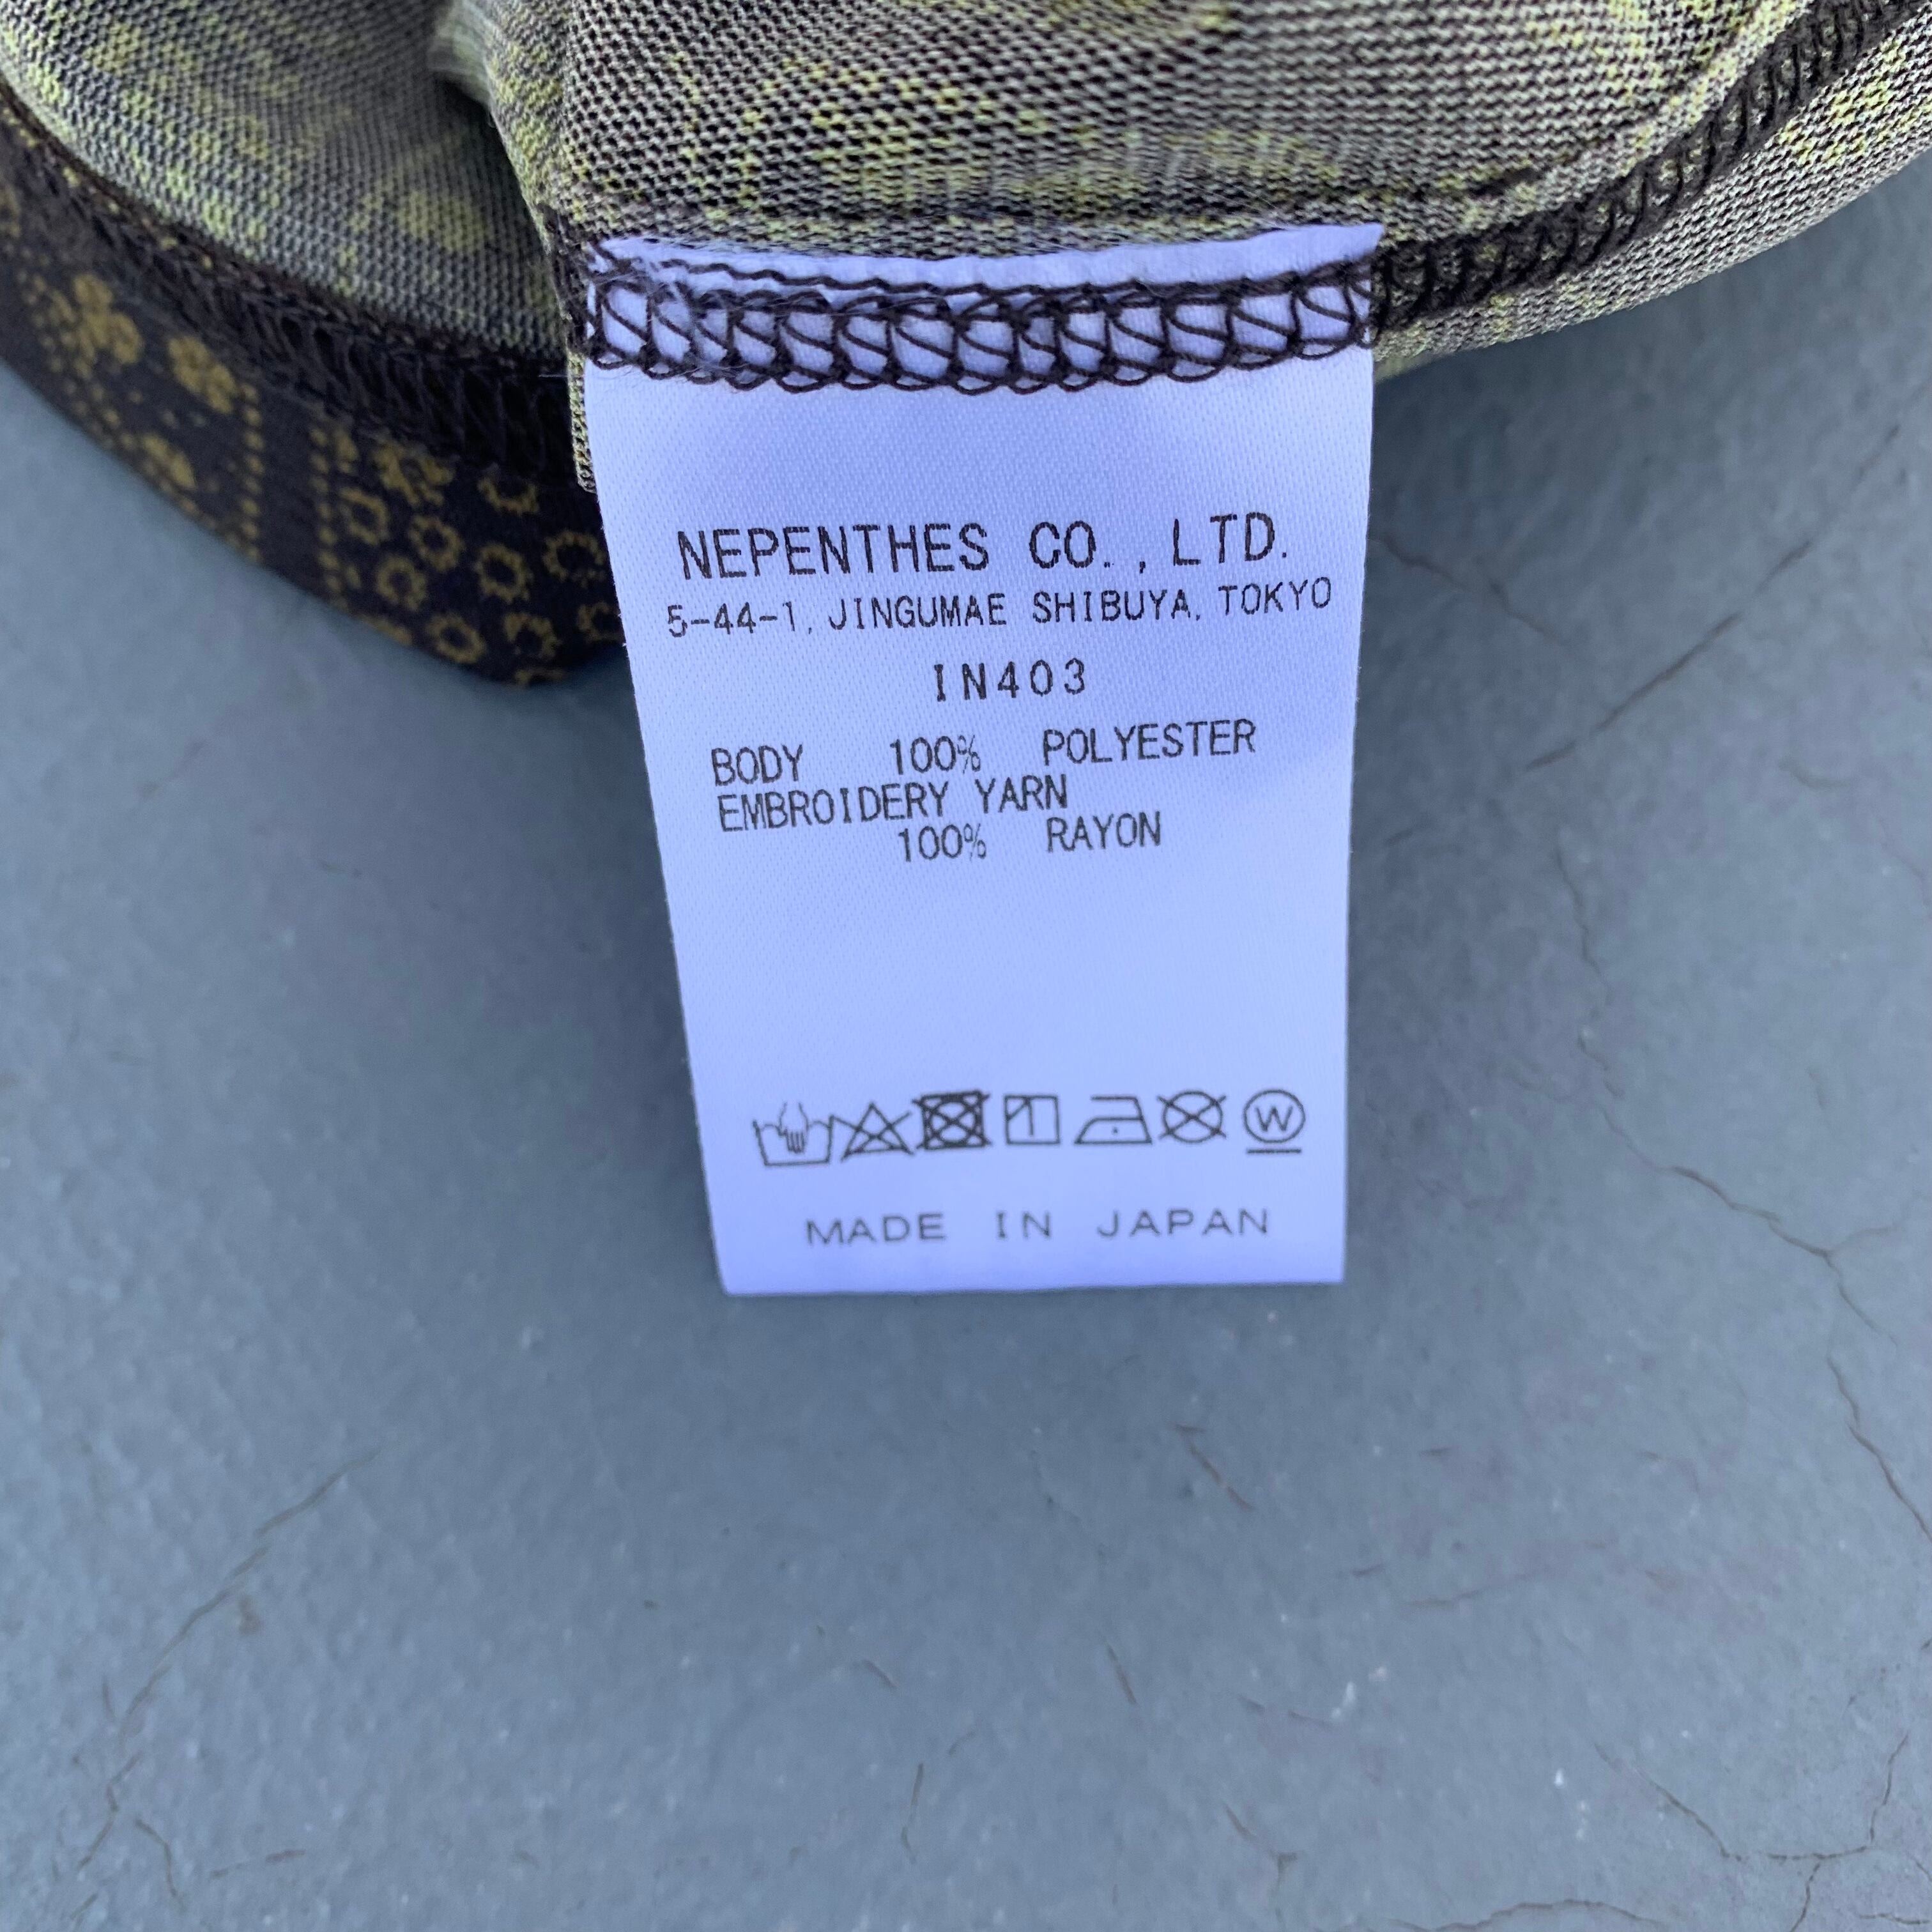 NEPENTHES CO., LTD.
5-44-1, JINGUMAE SHIBUYA, TOKYO
IN403
BODY 100% POLYESTER
EMBROIDERY YARN
100% RAYON
W
MADE IN JAPAN